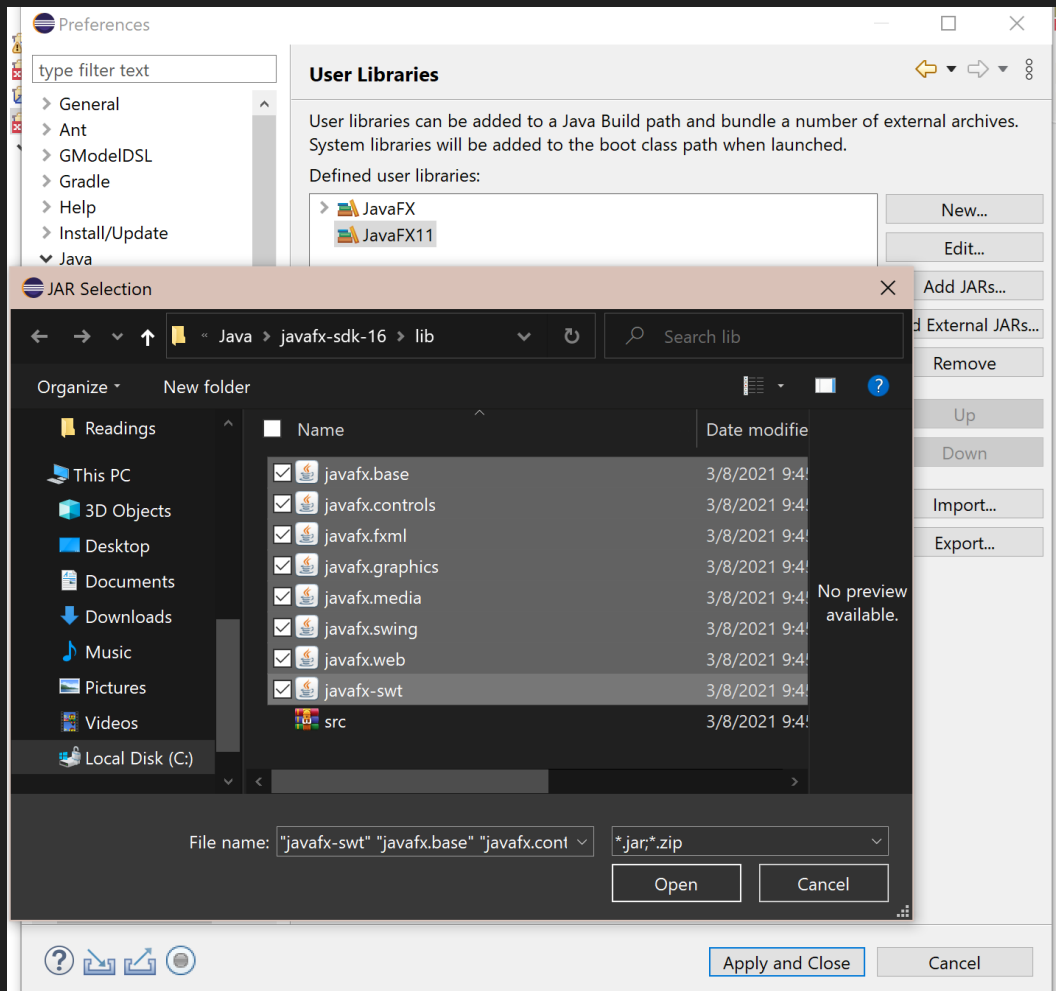 Preferences
type filter text
General
Ant
GModelDSL
Gradle
Help
Install/Update
Java
User Libraries
User libraries can be added to a Java Build path and bundle a number of external archives.
System libraries will be added to the boot class path when launched.
Defined user libraries:
JavaFX
JavaFX11
New...
Edit...
Add JARs...
d External JARs...
Remove
Up
Down
Import...
Export...
JAR Selection
« Java > javafx-sdk-16 > lib
Search lib
Organize
New folder
?
Readings
This PC
3D Objects
Desktop
Documents
Downloads
Music
Pictures
Videos
Local Disk (C:)
Name Date modifie
javafx.base 3/8/2021 9:4
javafx.controls 3/8/2021 9:4
javafx.fxml 3/8/2021 9:4
javafx.graphics 3/8/2021 9:4
javafx.media 3/8/2021 9:4
javafx.swing 3/8/2021 9:4
javafx.web 3/8/2021 9:4
javafx-swt 3/8/2021 9:4
src 3/8/2021 9:4
No preview
available.
File name: "javafx-swt" "javafx.base" "javafx.cont
*.jar;*.zip
Open
Cancel
?
Apply and Close
Cancel